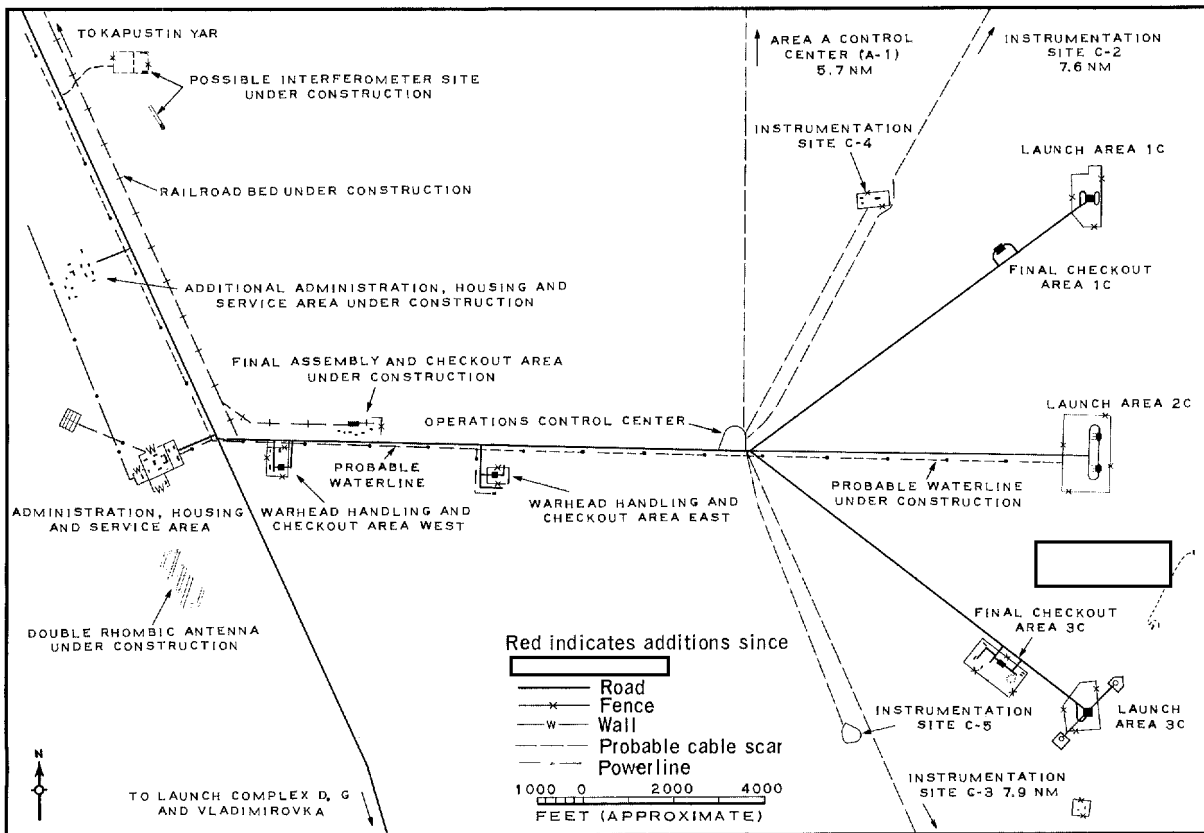 TO KAPUSTIN YAR
POSSIBLE INTERFEROMETER SITE
UNDER CONSTRUCTION
AREA A CONTROL
CENTER (A-1)
5.7 NM
INSTRUMENTATION
SITE C-2
7.6 NM
INSTRUMENTATION
SITE C-4
LAUNCH AREA 1C
RAILROAD BED UNDER CONSTRUCTION
FINAL CHECKOUT
AREA 1C
ADDITIONAL ADMINISTRATION, HOUSING AND
SERVICE AREA UNDER CONSTRUCTION
FINAL ASSEMBLY AND CHECKOUT AREA
UNDER CONSTRUCTION
OPERATIONS CONTROL CENTER
LAUNCH AREA 2C
W
W
W
PROBABLE
WATERLINE
PROBABLE WATERLINE
UNDER CONSTRUCTION
ADMINISTRATION, HOUSING
AND SERVICE AREA
WARHEAD HANDLING AND
CHECKOUT AREA WEST
WARHEAD HANDLING AND
CHECKOUT AREA EAST
DOUBLE RHOMBIC ANTENNA
UNDER CONSTRUCTION
FINAL CHECKOUT
AREA 3C
Red indicates additions since
Road
Fence
W
Wall
Probable cable scar
Powerline
1000 0 2000 4000
FEET (APPROXIMATE)
INSTRUMENTATION
SITE C-5
LAUNCH
AREA 3C
INSTRUMENTATION
SITE C-3 7.9 NM
N
TO LAUNCH COMPLEX D, G
AND VLADIMIROVKA